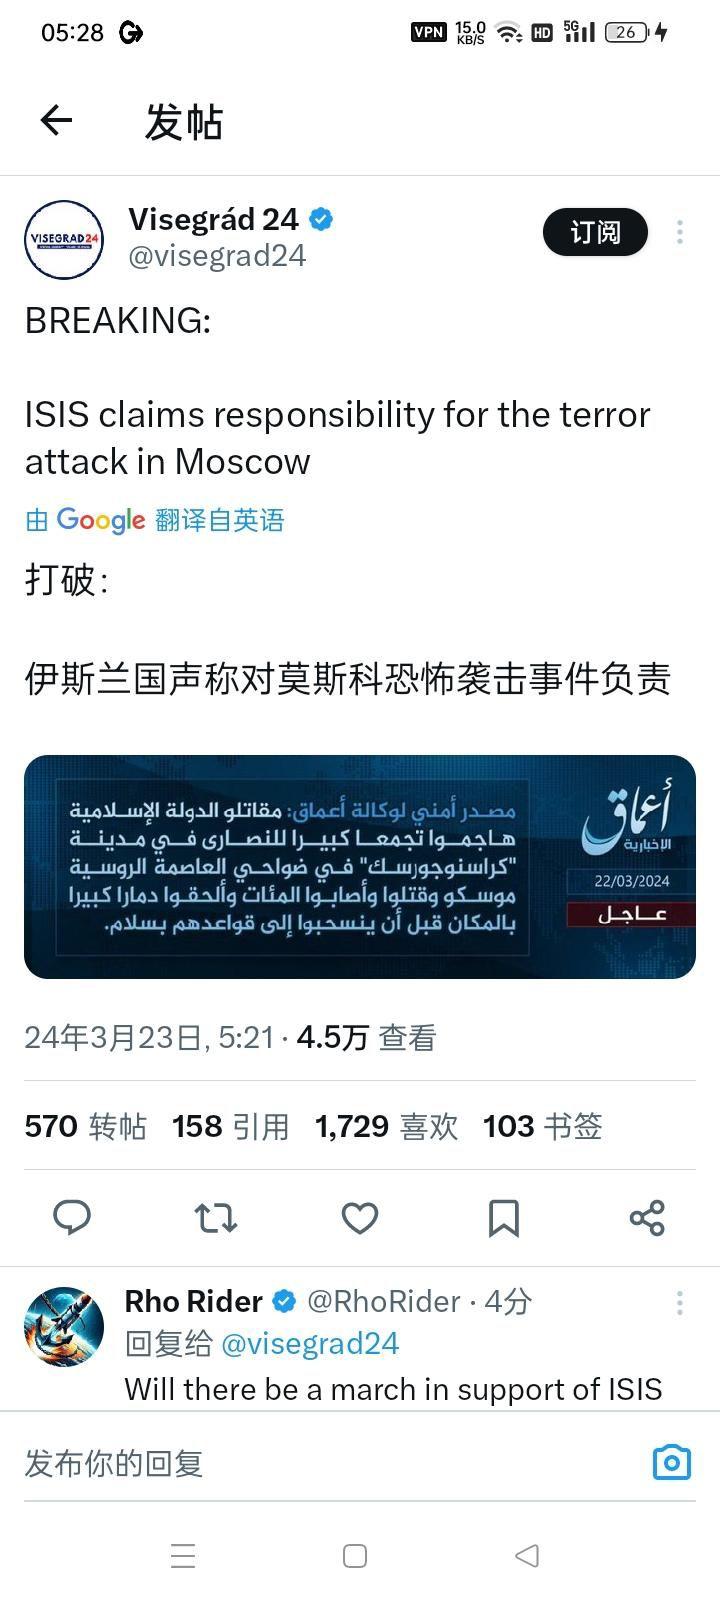 05:28
VPN 15.0 KB/S HD 5G 26
发帖
VISEGRAD24
Visegrád 24
订阅
@visegrad24
BREAKING:
ISIS claims responsibility for the terror
attack in Moscow
由 Google 翻译自英语
打破：
伊斯兰国声称对莫斯科恐怖袭击事件负责
مصدر أمني لوكالة أعماق: مقاتلو الدولة الإسلامية
هاجموا تجمعا كبيرا للنصارى في مدينة
"كراسنوجورسك" في ضواحي العاصمة الروسية
موسكو وقتلوا وأصابوا المئات وألحقوا دمارا كبيرا
بالمكان قبل أن ينسحبوا إلى قواعدهم بسلام.
أعماق
الإخبارية
22/03/2024
عاجل
24年3月23日, 5:21 · 4.5万 查看
570 转帖 158 引用 1,729 喜欢 103 书签
Rho Rider @RhoRider · 4分
回复给 @visegrad24
Will there be a march in support of ISIS
发布你的回复